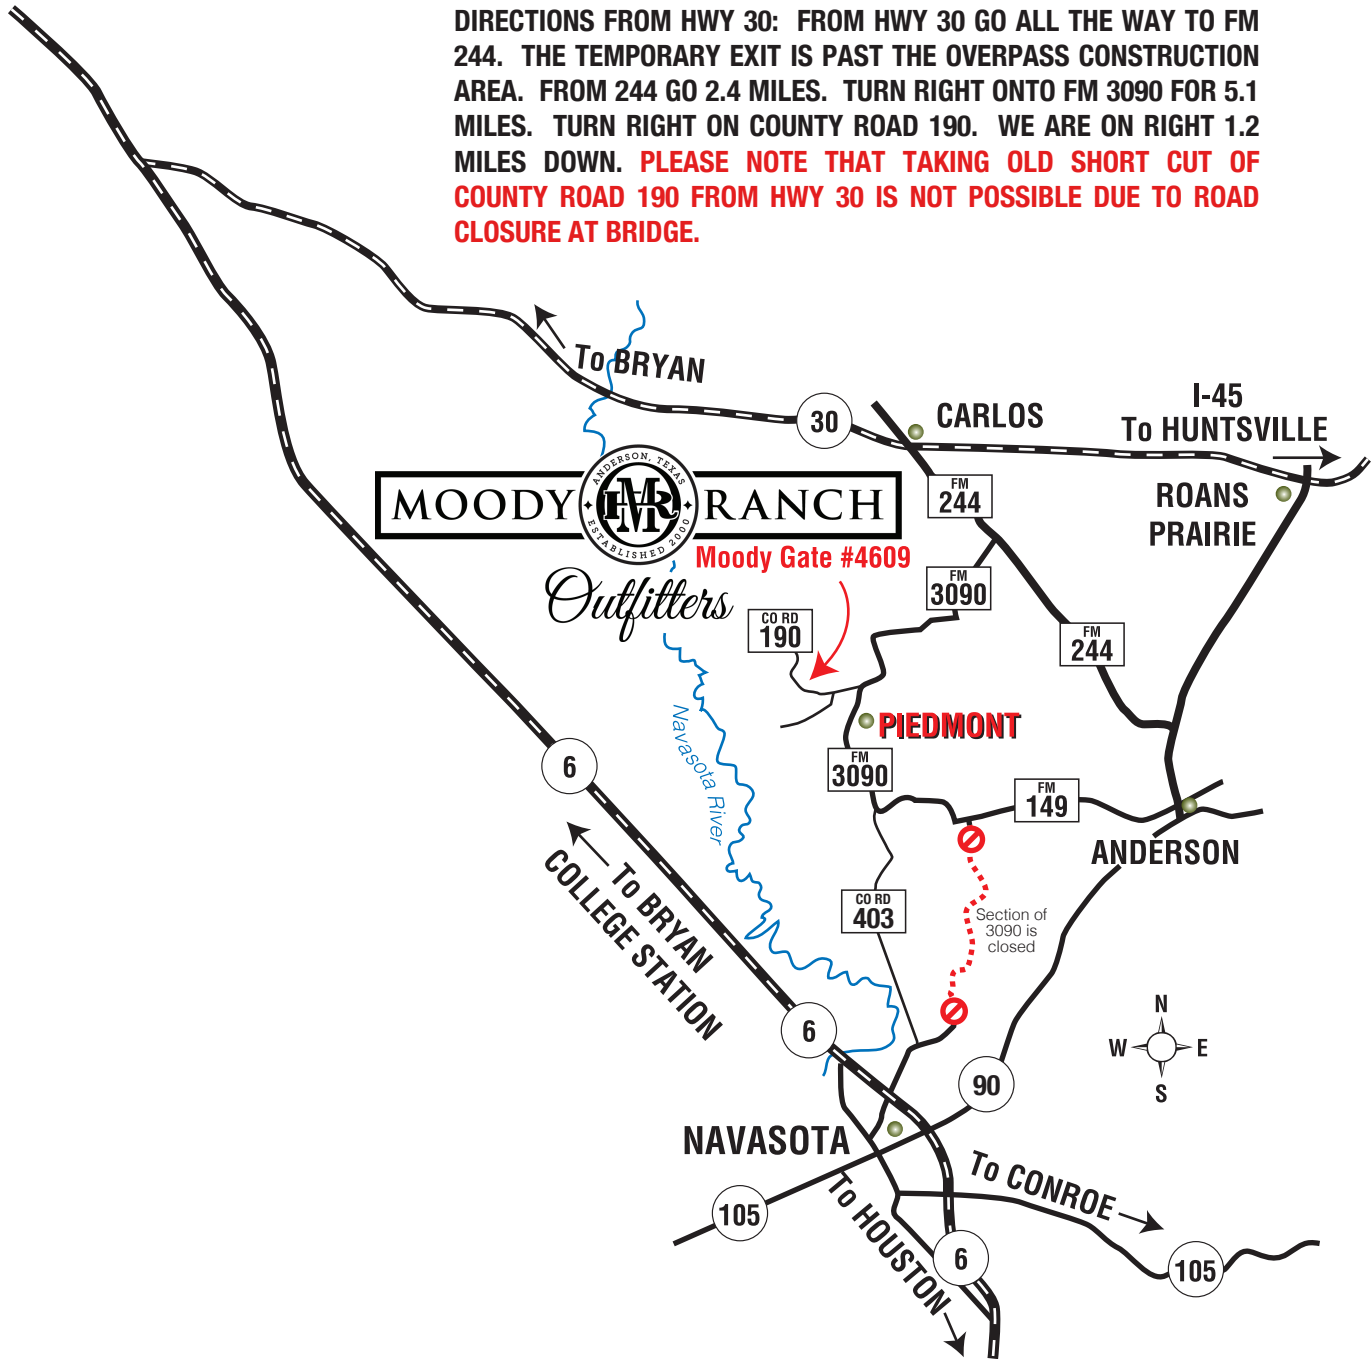 DIRECTIONS FROM HWY 30: FROM HWY 30 GO ALL THE WAY TO FM
244. THE TEMPORARY EXIT IS PAST THE OVERPASS CONSTRUCTION
AREA. FROM 244 GO 2.4 MILES. TURN RIGHT ONTO FM 3090 FOR 5.1
MILES. TURN RIGHT ON COUNTY ROAD 190. WE ARE ON RIGHT 1.2
MILES DOWN. PLEASE NOTE THAT TAKING OLD SHORT CUT OF
COUNTY ROAD 190 FROM HWY 30 IS NOT POSSIBLE DUE TO ROAD
CLOSURE AT BRIDGE.
To BRYAN
30
CARLOS
I-45
To HUNTSVILLE
ROANS
PRAIRIE
FM
244
MOODY
ANDERSON, TEXAS
HMR
ESTABLISHED 2000
RANCH
Outfitters
Moody Gate #4609
FM
3090
CO RD
190
FM
244
PIEDMONT
Navasota River
6
FM
3090
FM
149
ANDERSON
To BRYAN
COLLEGE STATION
CO RD
403
Section of
3090 is
closed
N
W
E
S
6
90
NAVASOTA
105
To HOUSTON
To CONROE
6
105